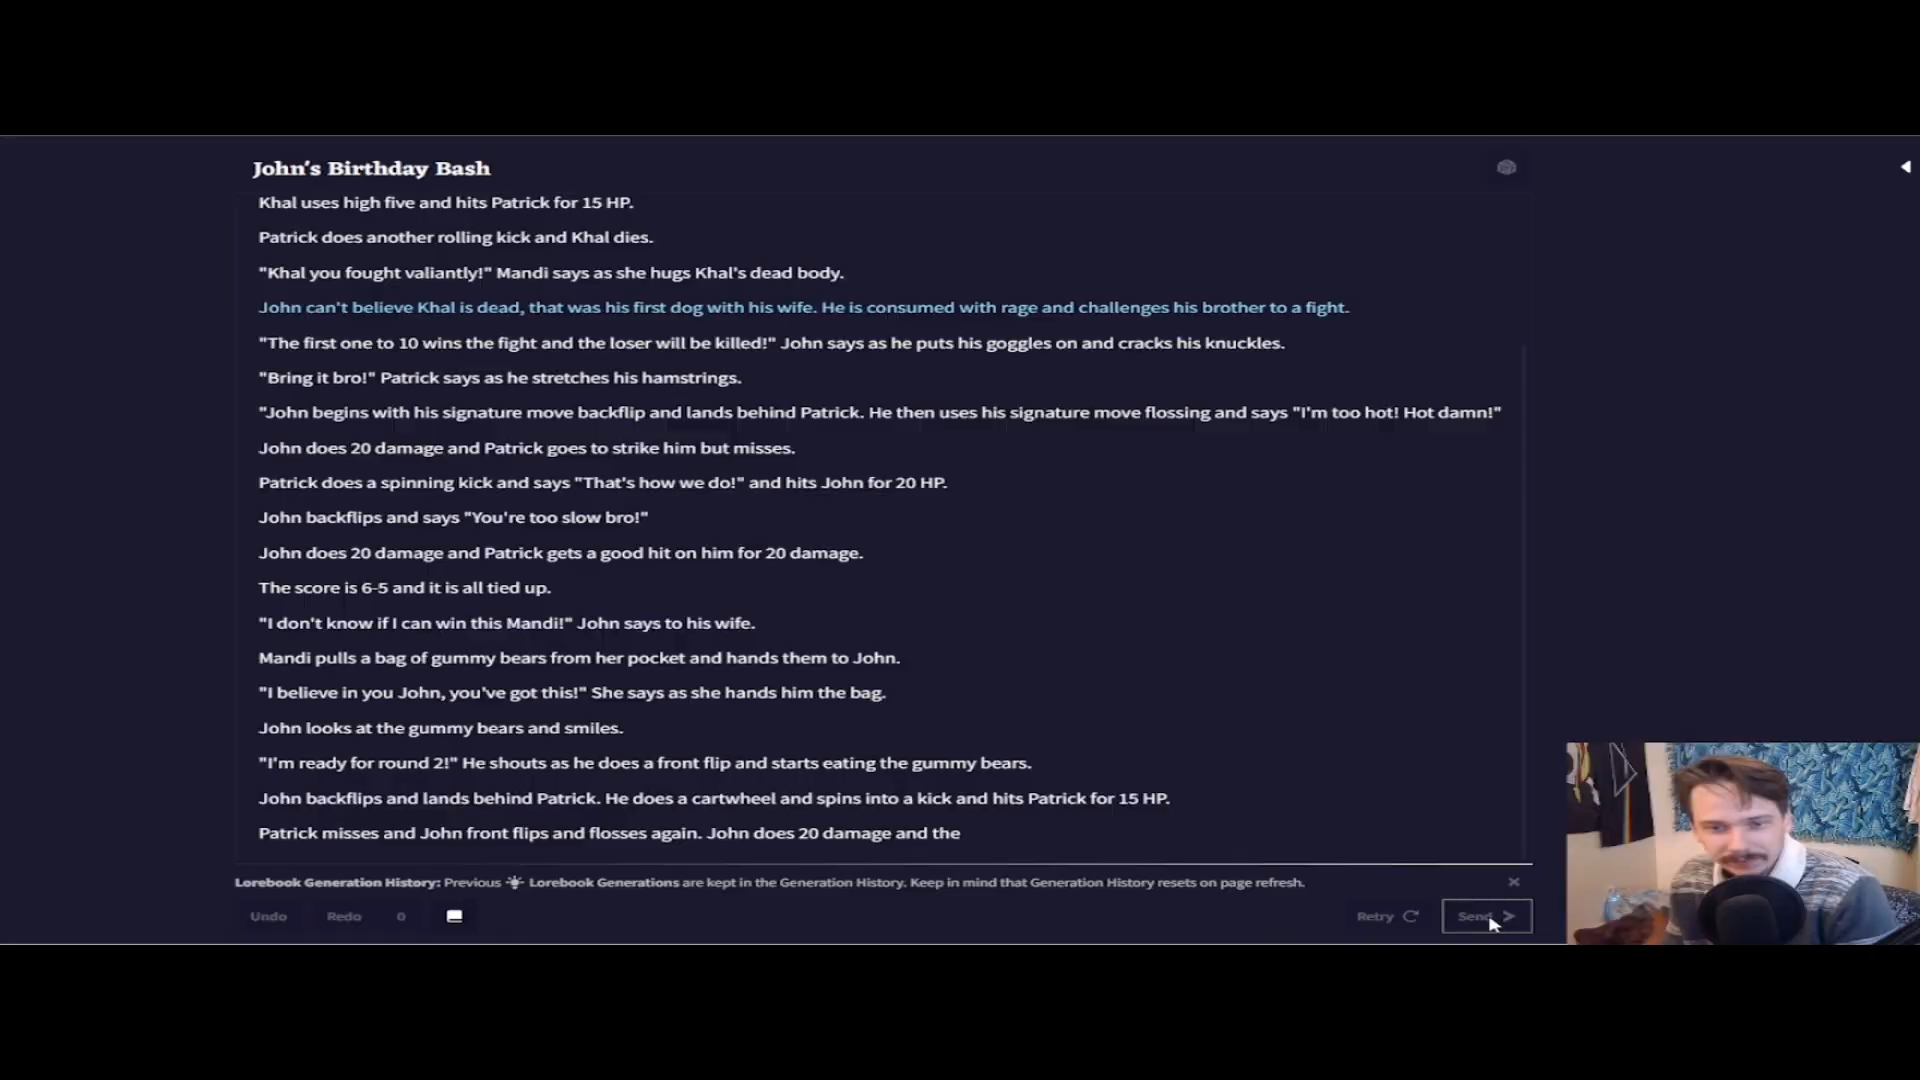 John's Birthday Bash
Khal uses high five and hits Patrick for 15 HP.
Patrick does another rolling kick and Khal dies.
"Khal you fought valiantly!" Mandi says as she hugs Khal's dead body.
John can't believe Khal is dead, that was his first dog with his wife. He is consumed with rage and challenges his brother to a fight.
"The first one to 10 wins the fight and the loser will be killed!" John says as he puts his goggles on and cracks his knuckles.
"Bring it bro!" Patrick says as he stretches his hamstrings.
"John begins with his signature move backflip and lands behind Patrick. He then uses his signature move flossing and says "I'm too hot! Hot damn!"
John does 20 damage and Patrick goes to strike him but misses.
Patrick does a spinning kick and says "That's how we do!" and hits John for 20 HP.
John backflips and says "You're too slow bro!"
John does 20 damage and Patrick gets a good hit on him for 20 damage.
The score is 6-5 and it is all tied up.
"I don't know if I can win this Mandi!" John says to his wife.
Mandi pulls a bag of gummy bears from her pocket and hands them to John.
"I believe in you John, you've got this!" She says as she hands him the bag.
John looks at the gummy bears and smiles.
"I'm ready for round 2!" He shouts as he does a front flip and starts eating the gummy bears.
John backflips and lands behind Patrick. He does a cartwheel and spins into a kick and hits Patrick for 15 HP.
Patrick misses and John front flips and flosses again. John does 20 damage and the
Lorebook Generation History: Previous Lorebook Generations are kept in the Generation History. Keep in mind that Generation History resets on page refresh.
Undo Redo 0 Retry Send